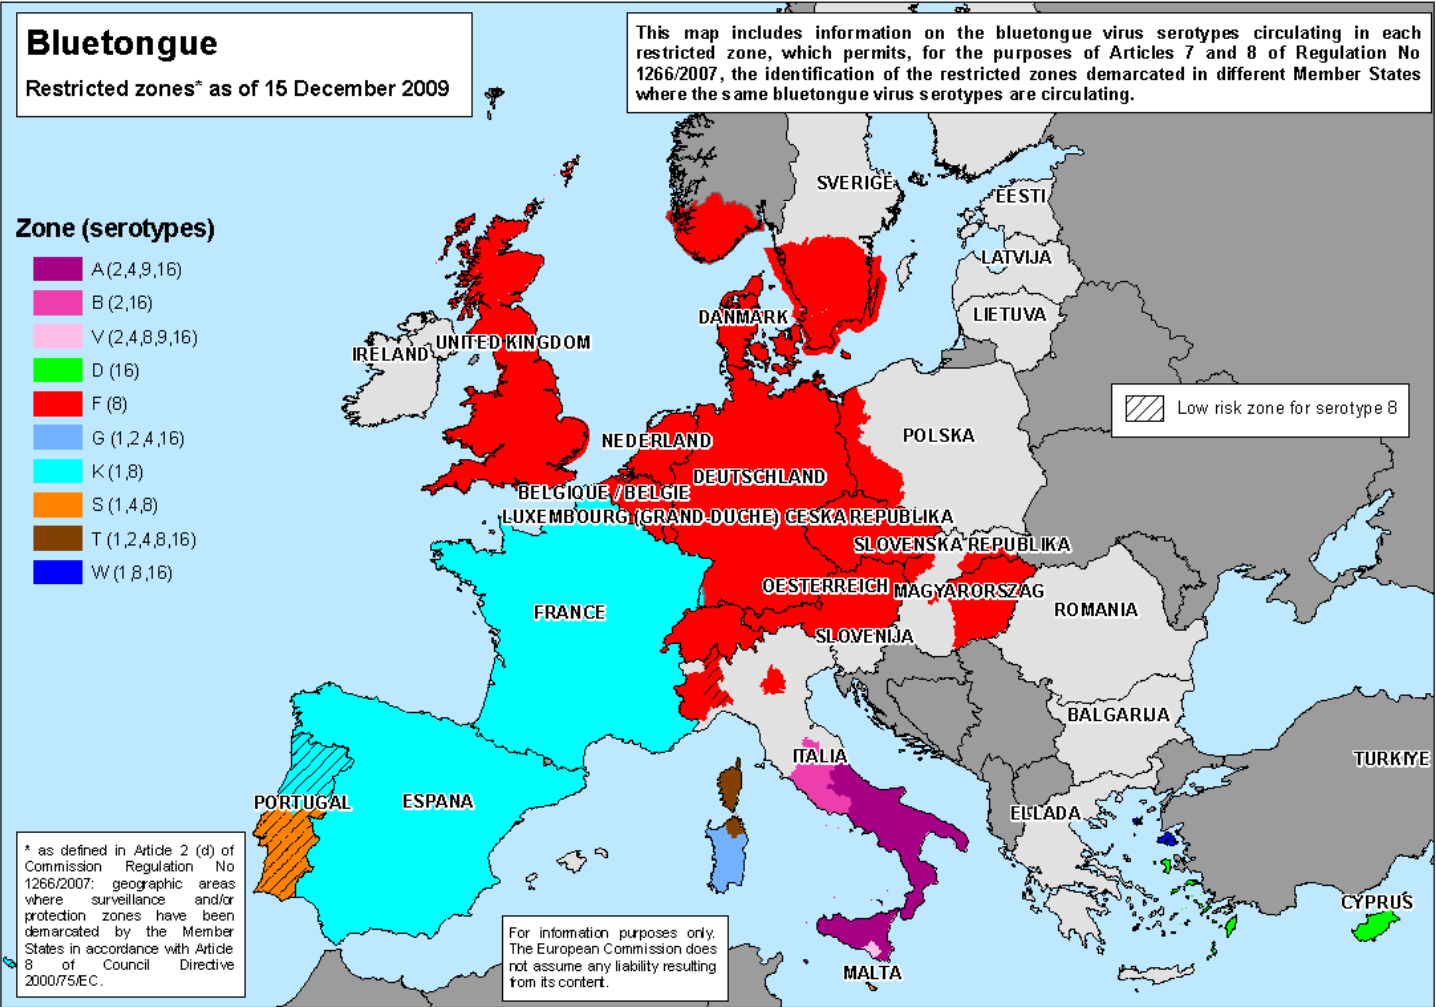 Bluetongue
Restricted zones* as of 15 December 2009
This map includes information on the bluetongue virus serotypes circulating in each
restricted zone, which permits, for the purposes of Articles 7 and 8 of Regulation No
1266/2007, the identification of the restricted zones demarcated in different Member States
where the same bluetongue virus serotypes are circulating.
Zone (serotypes)
A (2,4,9,16)
B (2,16)
V (2,4,8,9,16)
D (16)
F (8)
G (1,2,4,16)
K (1,8)
S (1,4,8)
T (1,2,4,8,16)
W (1,8,16)
SVERIGE
EESTI
LATVIJA
LIETUVA
DANMARK
IRELAND
UNITED KINGDOM
Low risk zone for serotype 8
NEDERLAND
POLSKA
DEUTSCHLAND
BELGIQUE / BELGIE
LUXEMBOURG (GRAND-DUCHE)
CESKA REPUBLIKA
SLOVENSKA REPUBLIKA
OESTERREICH
MAGYARORSZAG
FRANCE
ROMANIA
SLOVENIJA
BALGARIJA
ITALIA
TURKIYE
PORTUGAL
ESPANA
ELLADA
CYPRUS
MALTA
* as defined in Article 2 (d) of
Commission Regulation No
1266/2007: geographic areas
where surveillance and/or
protection zones have been
demarcated by the Member
States in accordance with Article
8 of Council Directive
2000/75/EC.
For information purposes only.
The European Commission does
not assume any liability resulting
from its content.